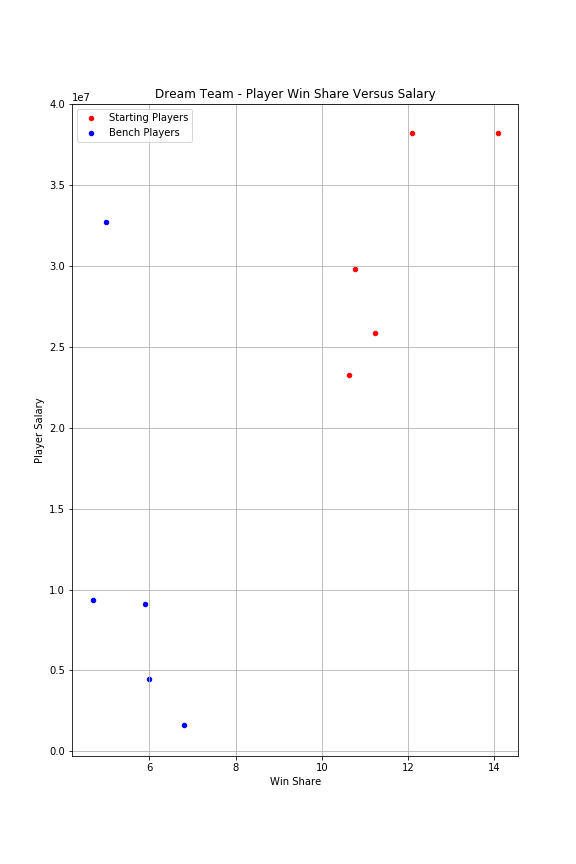 Dream Team - Player Win Share Versus Salary
1e7
4.0
Starting Players
Bench Players
3.5
3.0
2.5
2.0
1.5
1.0
0.5
0.0
Player Salary
6 8 10 12 14
Win Share